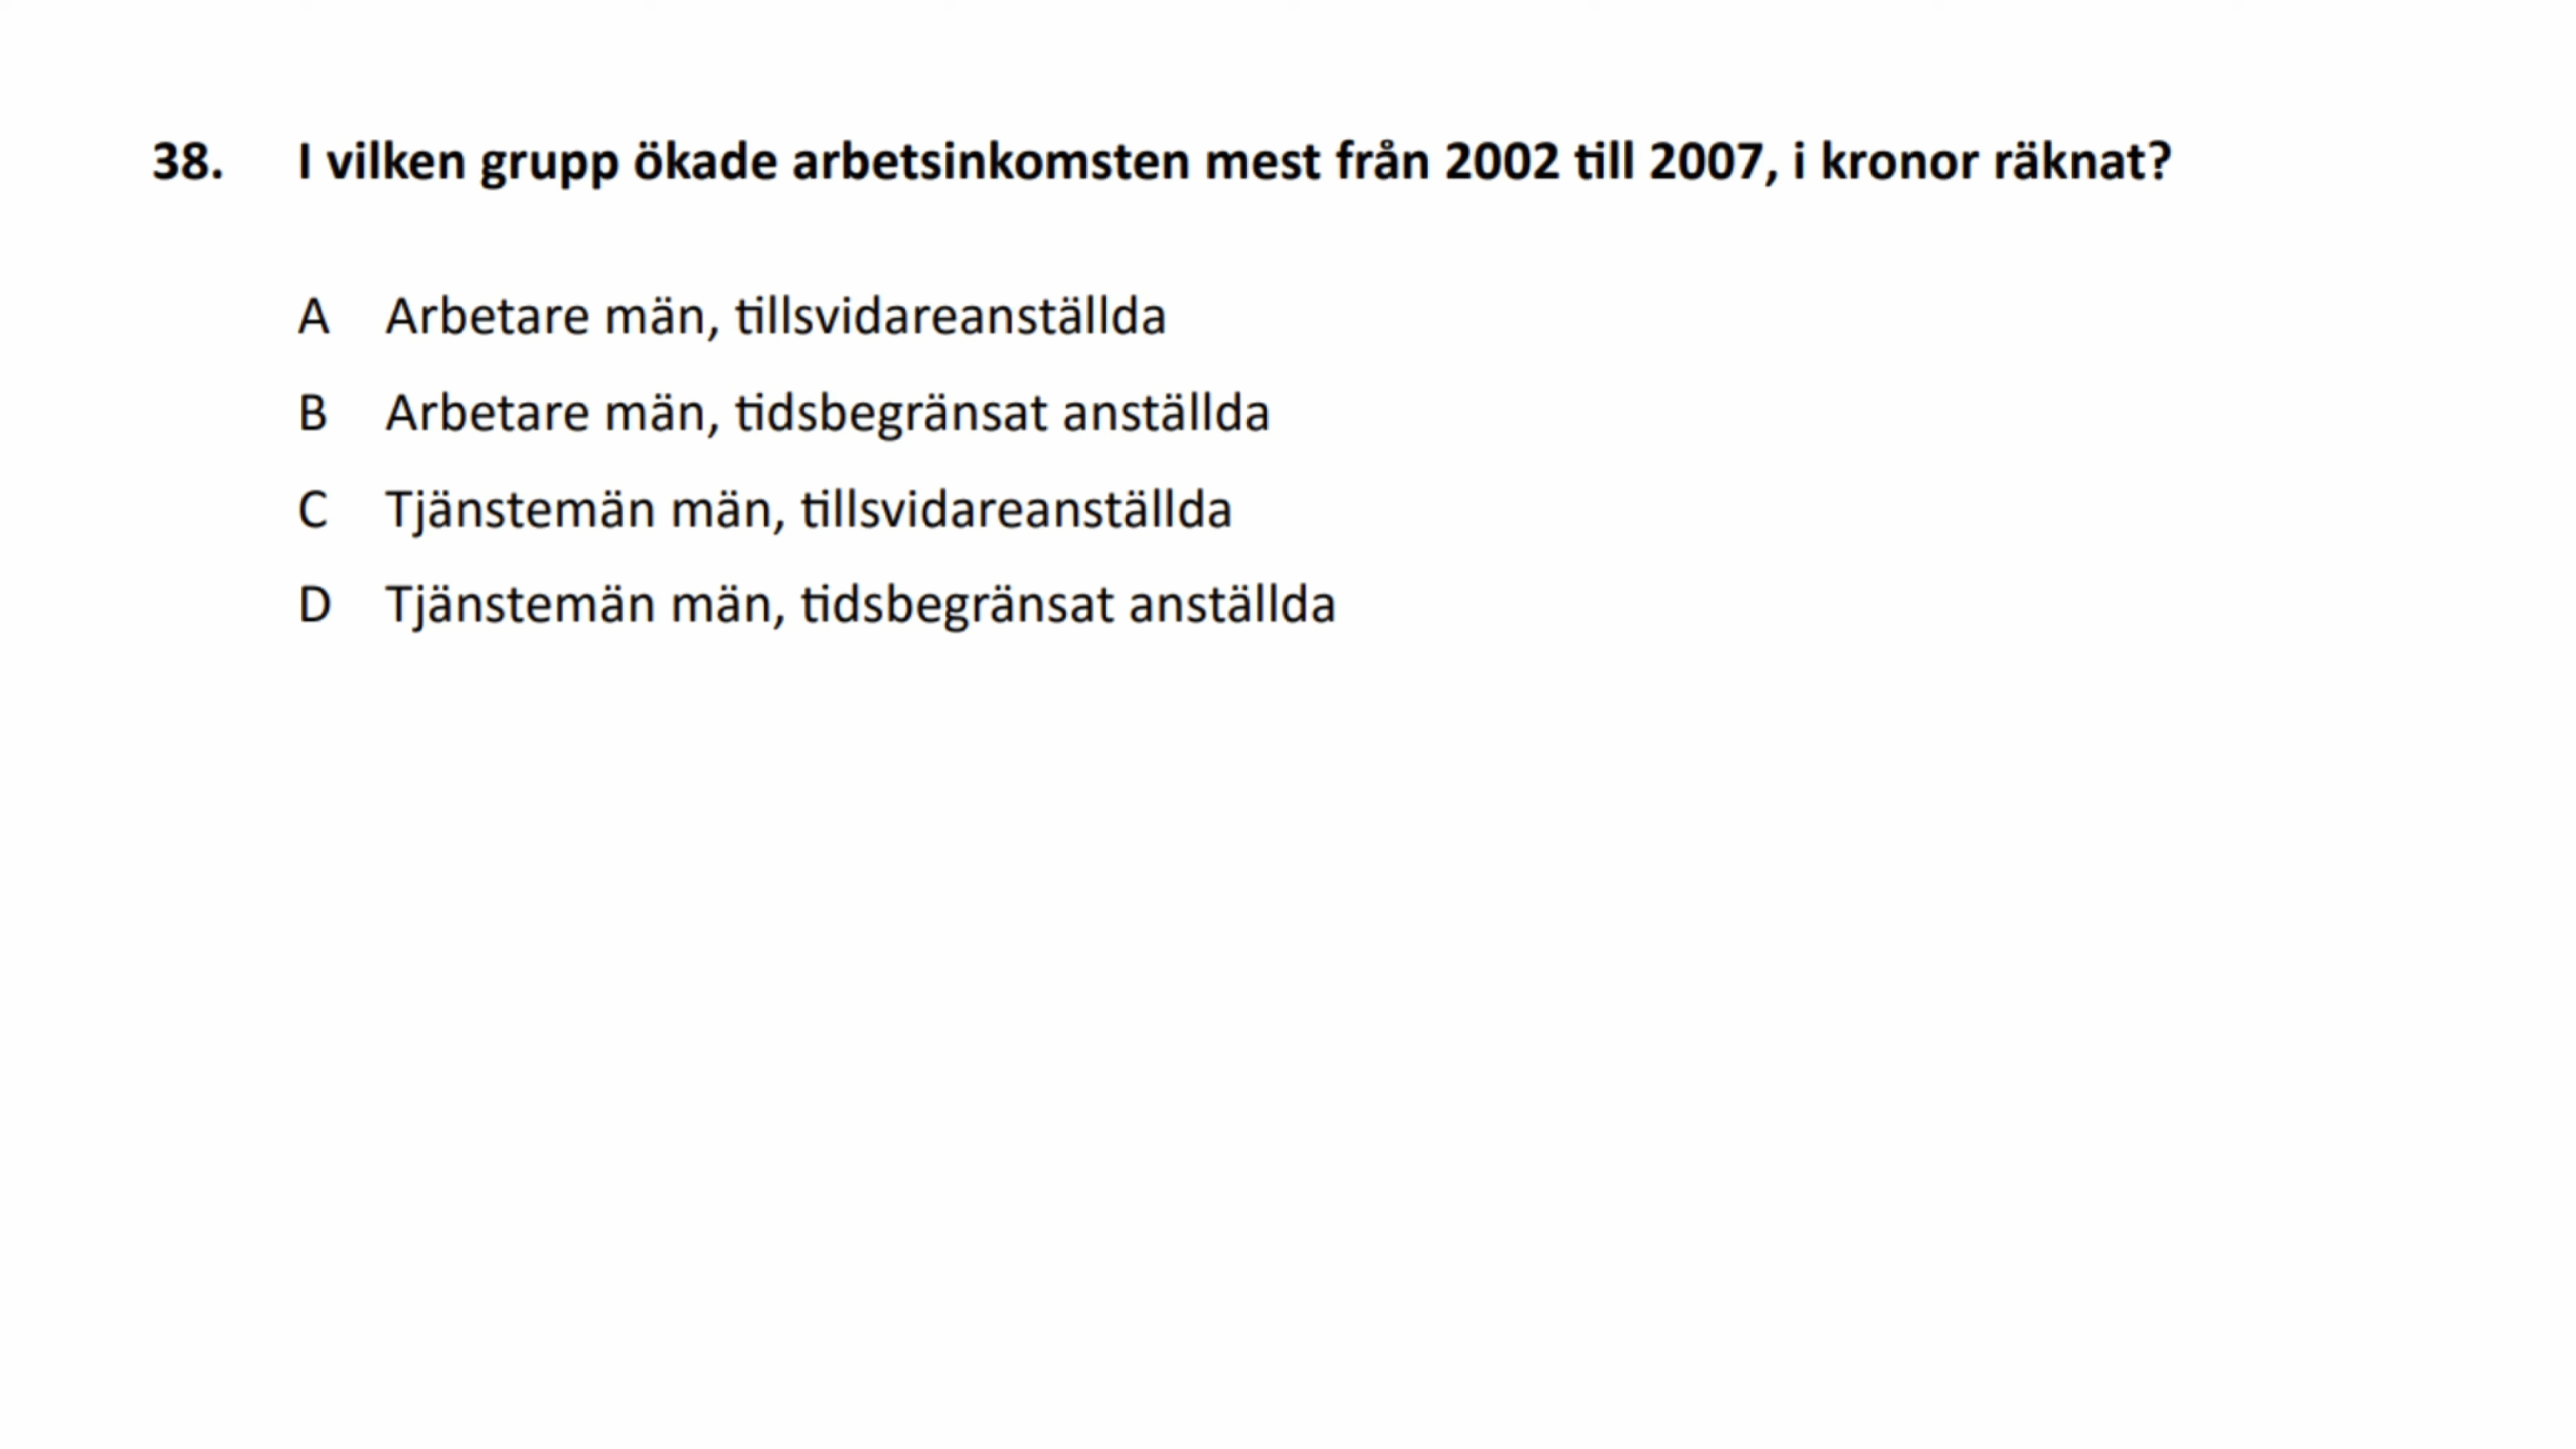 38. I vilken grupp ökade arbetsinkomsten mest från 2002 till 2007, i kronor räknat?
A Arbetare män, tillsvidareanställda
B Arbetare män, tidsbegränsat anställda
C Tjänstemän män, tillsvidareanställda
D Tjänstemän män, tidsbegränsat anställda